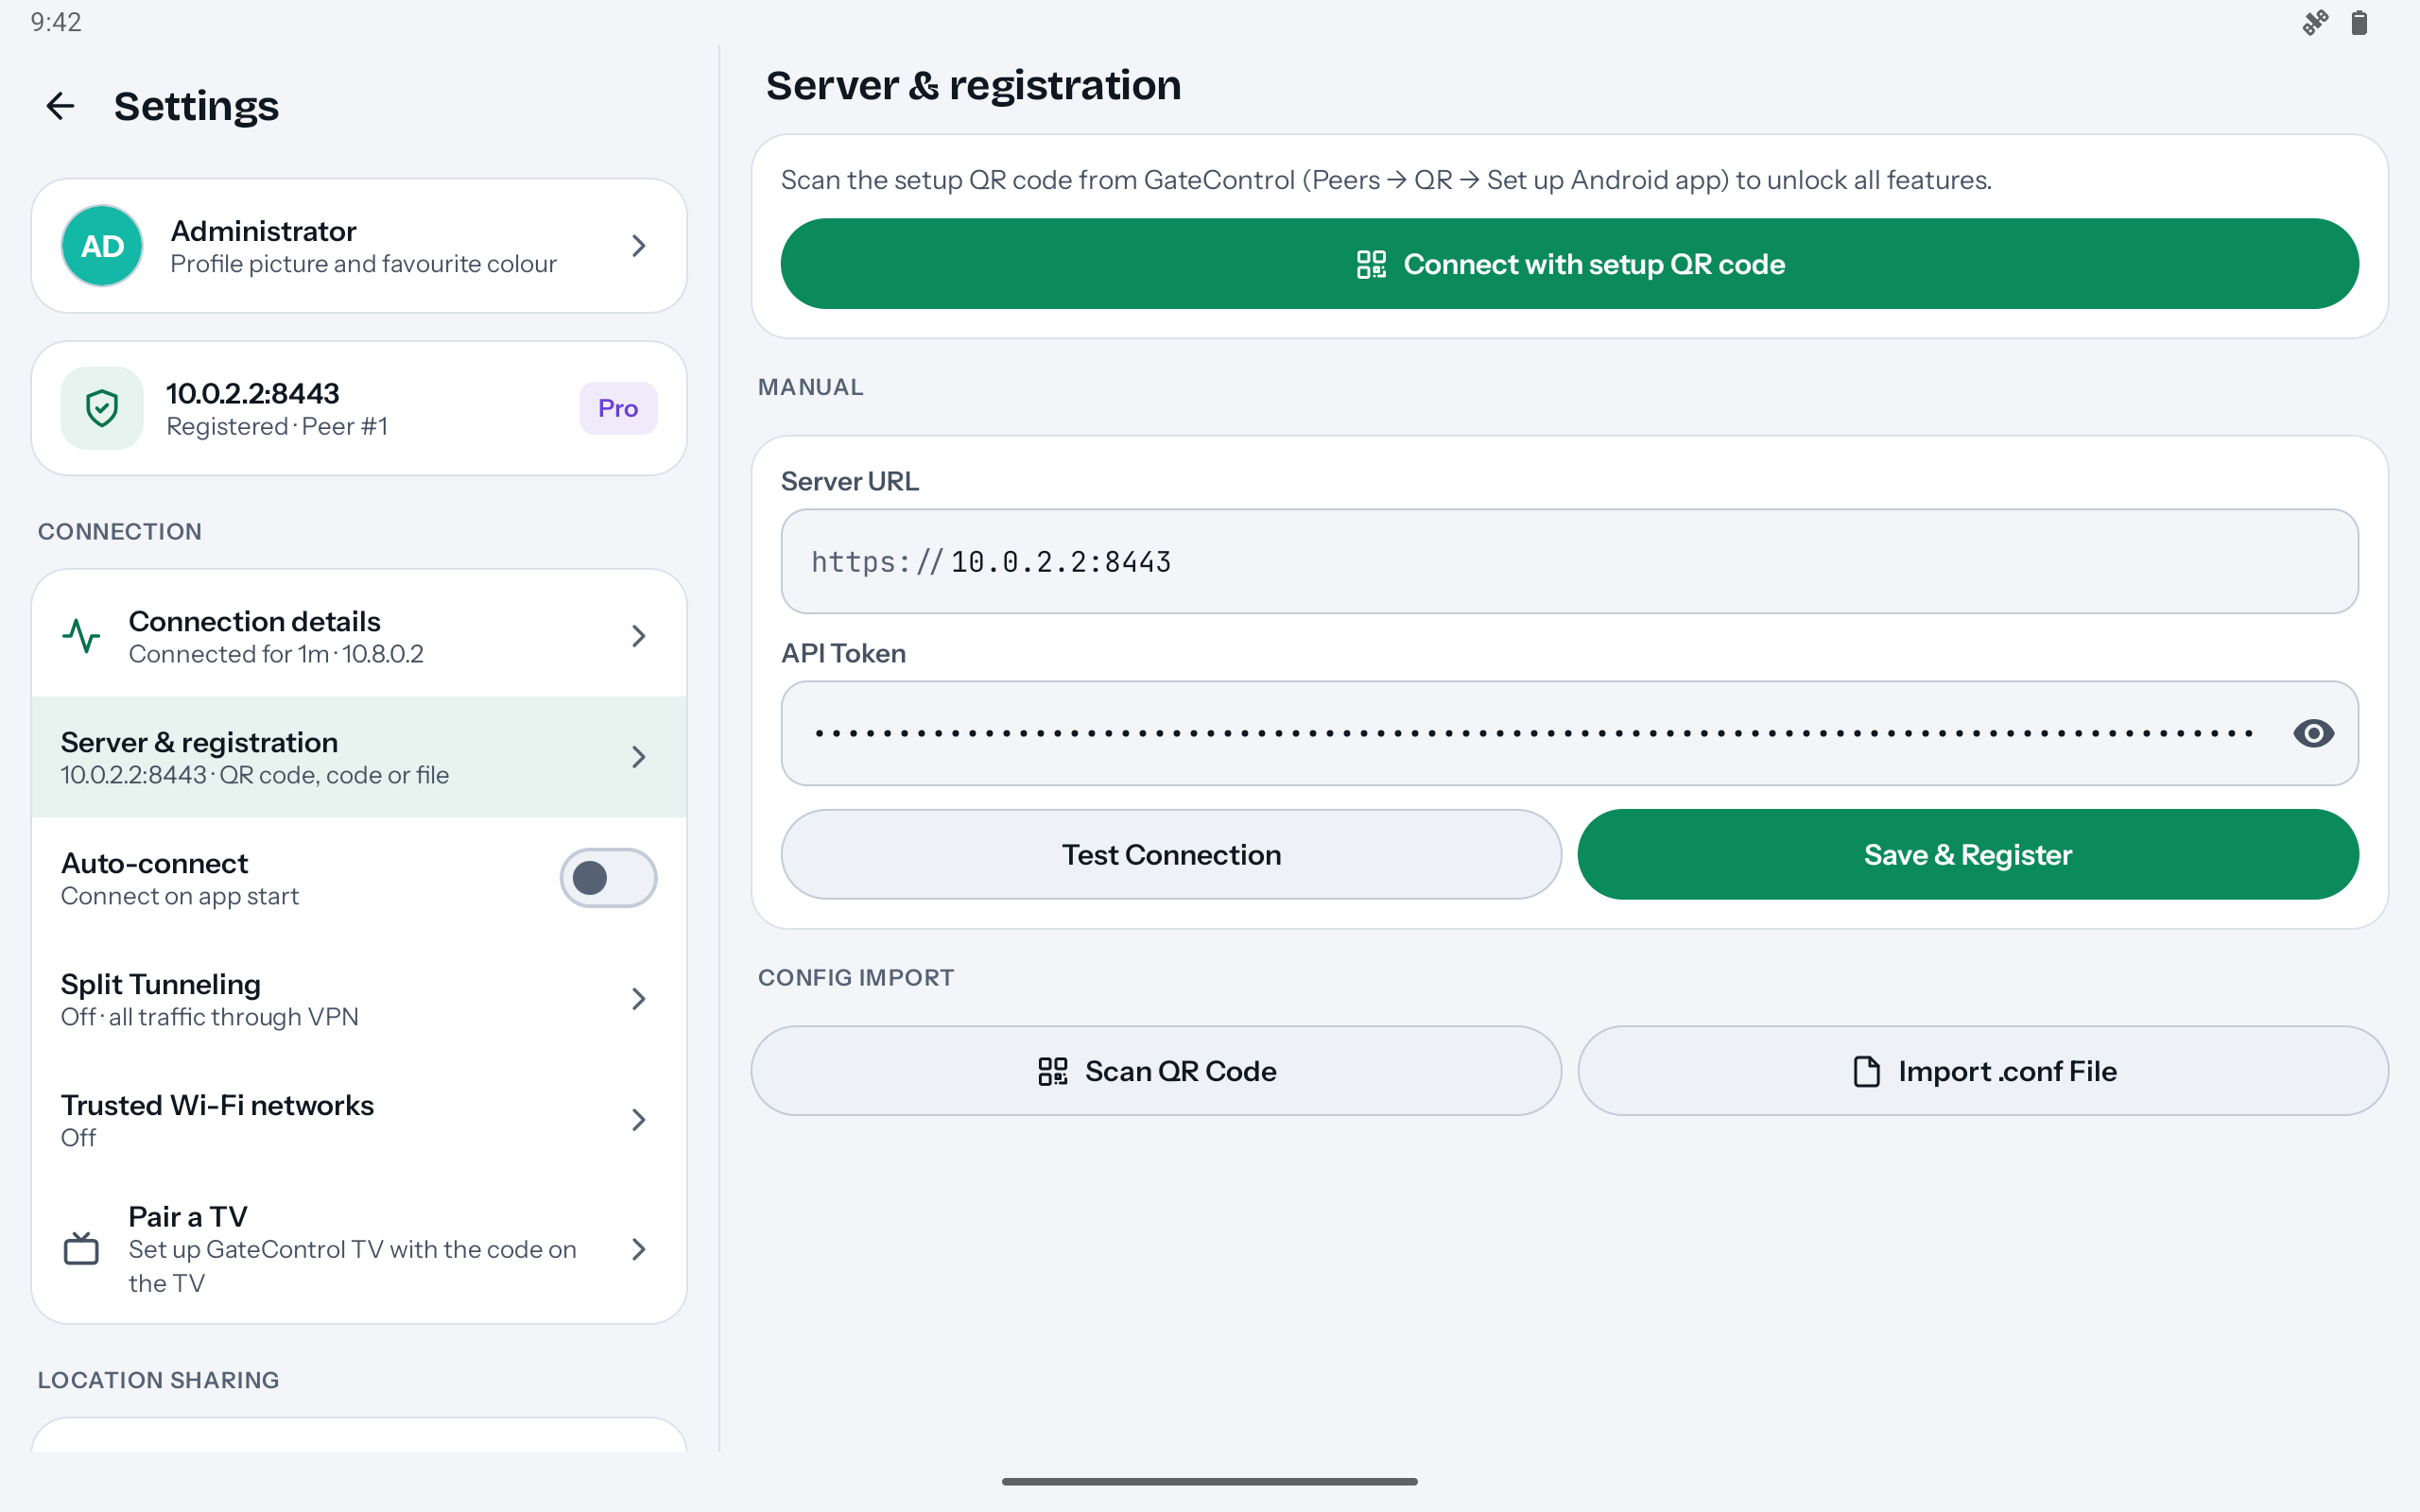 9:42
Settings
AD
Administrator
Profile picture and favourite colour
10.0.2.2:8443
Registered · Peer #1
Pro
CONNECTION
Connection details
Connected for 1m · 10.8.0.2
Server & registration
10.0.2.2:8443 · QR code, code or file
Auto-connect
Connect on app start
Split Tunneling
Off · all traffic through VPN
Trusted Wi-Fi networks
Off
Pair a TV
Set up GateControl TV with the code on
the TV
LOCATION SHARING
Server & registration
Scan the setup QR code from GateControl (Peers → QR → Set up Android app) to unlock all features.
Connect with setup QR code
MANUAL
Server URL
https://10.0.2.2:8443
API Token
Test Connection
Save & Register
CONFIG IMPORT
Scan QR Code
Import .conf File